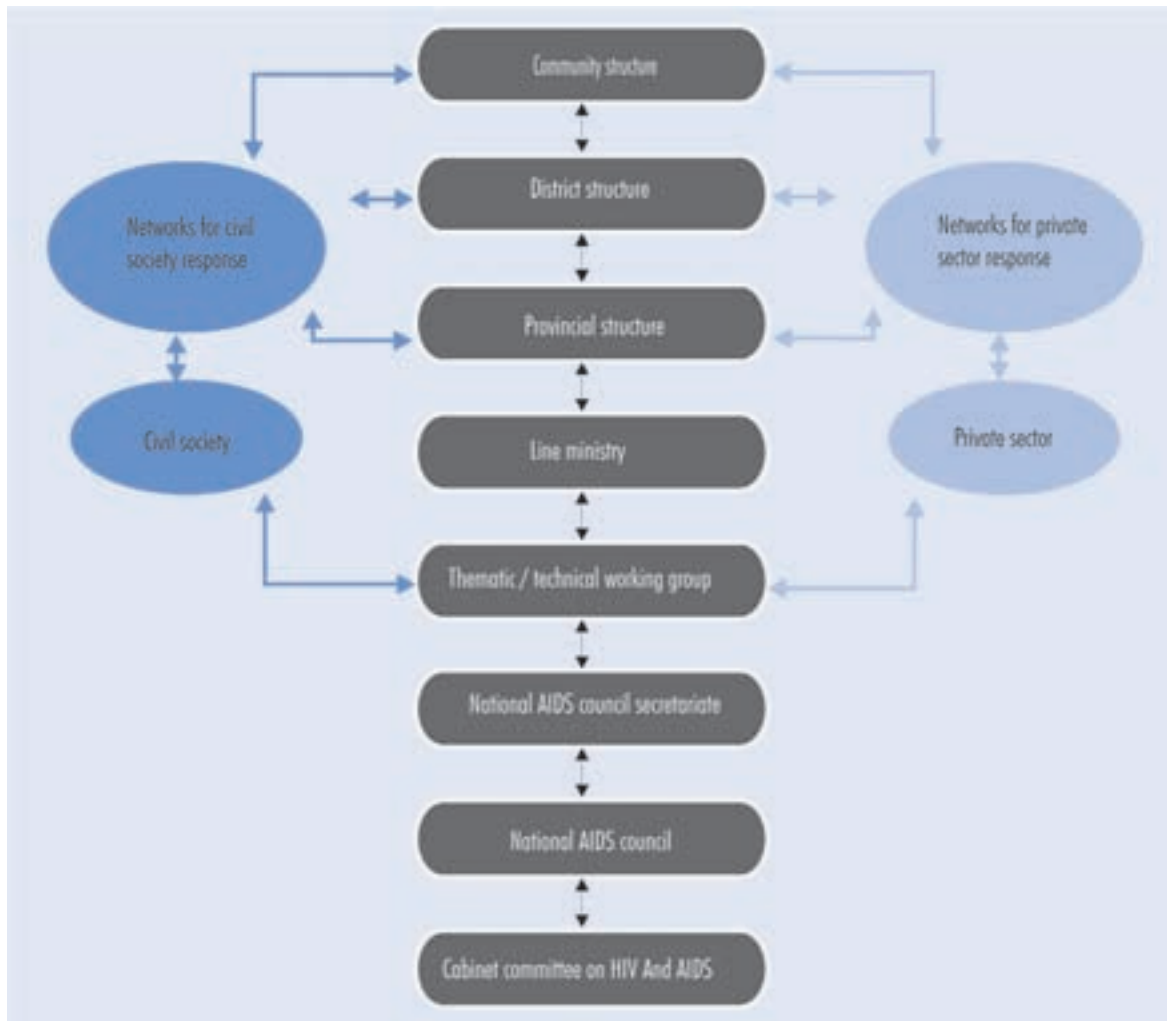 Community structure
District structure
Networks for civil
society response
Networks for private
sector response
Provincial structure
Civil society
Line ministry
Private sector
Thematic / technical working group
National AIDS council secretariate
National AIDS council
Cabinet committee on HIV And AIDS